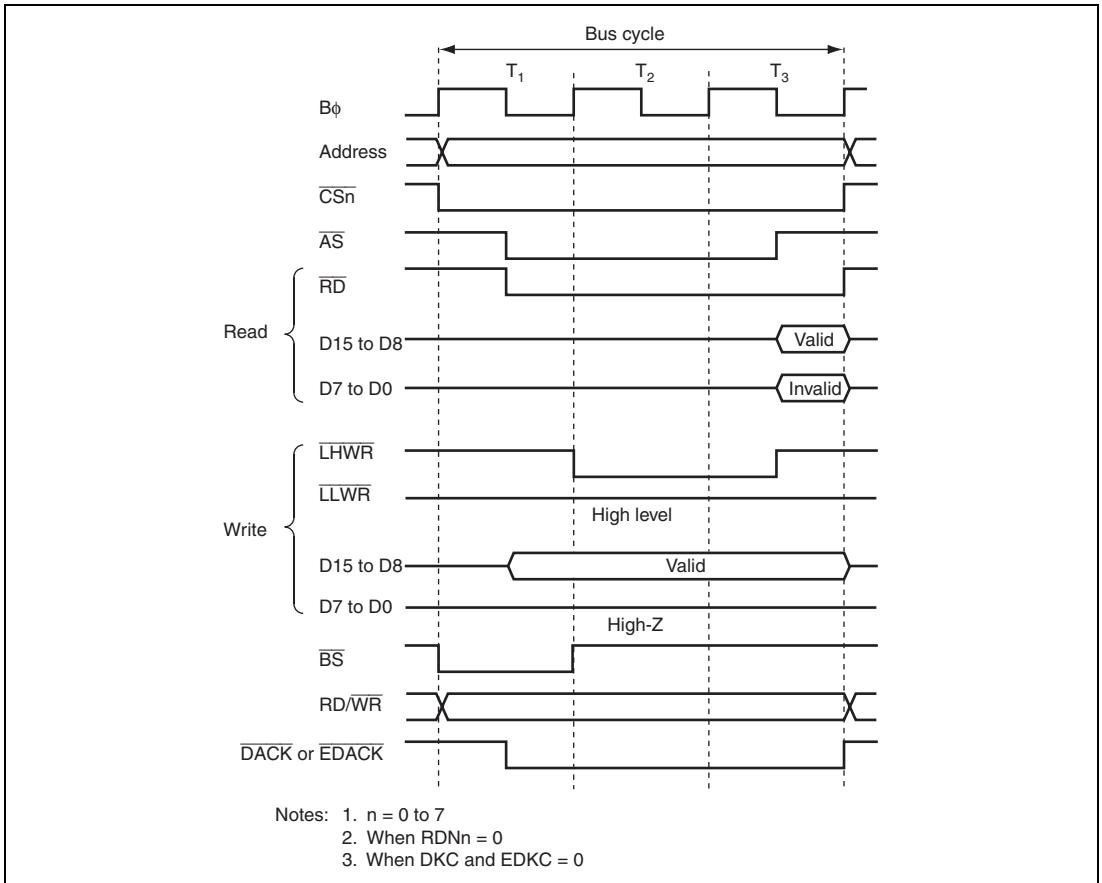 Bus cycle
T1 T2 T3
Bϕ
Address
CSn
AS
RD
Read
D15 to D8 Valid
D7 to D0 Invalid
LHWR
LLWR
High level
Write
D15 to D8 Valid
D7 to D0
High-Z
BS
RD/WR
DACK or EDACK
Notes: 1. n = 0 to 7
2. When RDNn = 0
3. When DKC and EDKC = 0